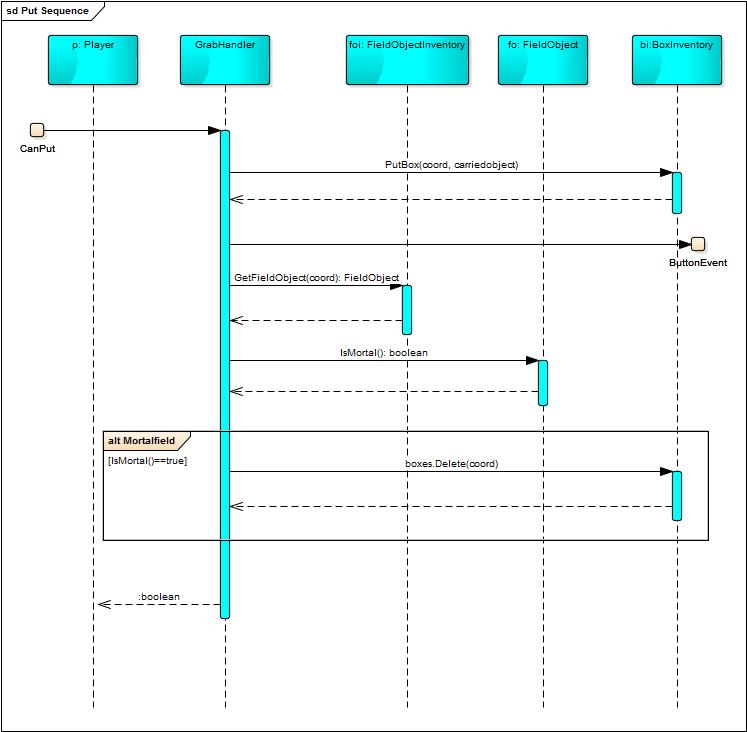 sd Put Sequence
p: Player
GrabHandler
foi: FieldObjectInventory
fo: FieldObject
bi:BoxInventory
CanPut
PutBox(coord, carriedobject)
ButtonEvent
GetFieldObject(coord): FieldObject
IsMortal(): boolean
alt Mortalfield
[IsMortal()==true]
boxes.Delete(coord)
:boolean